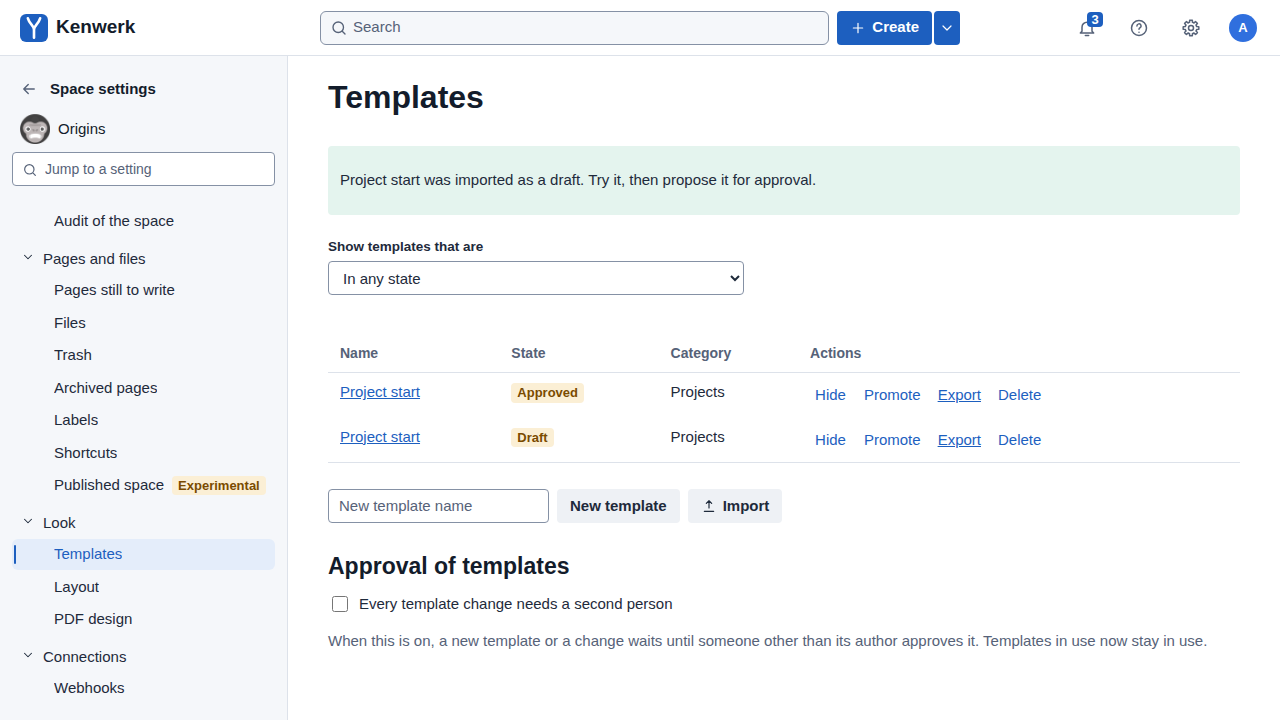 Kenwerk
Search
Create
3
A
Space settings
Origins
Jump to a setting
Audit of the space
Pages and files
Pages still to write
Files
Trash
Archived pages
Labels
Shortcuts
Published space Experimental
Look
Templates
Layout
PDF design
Connections
Webhooks
Templates
Project start was imported as a draft. Try it, then propose it for approval.
Show templates that are
In any state
Name State Category Actions
Project start Approved Projects Hide Promote Export Delete
Project start Draft Projects Hide Promote Export Delete
New template name New template Import
Approval of templates
Every template change needs a second person
When this is on, a new template or a change waits until someone other than its author approves it. Templates in use now stay in use.